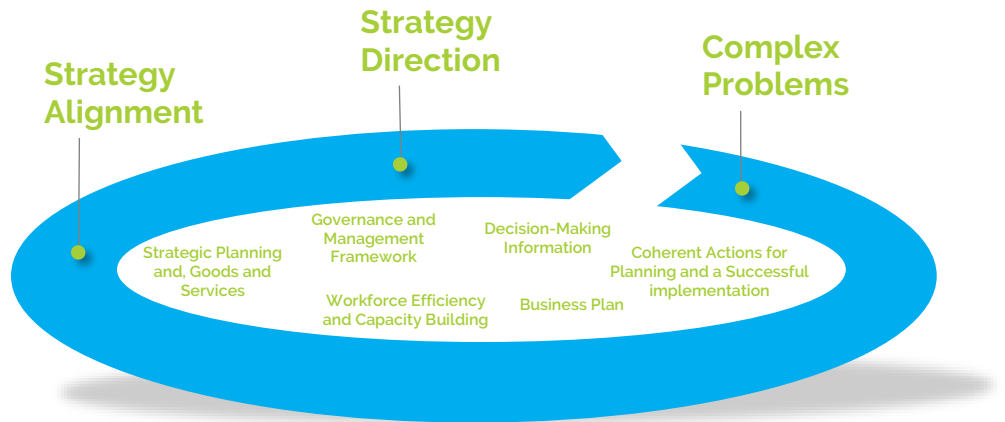 Strategy
Alignment
Strategy
Direction
Complex
Problems
Strategic Planning
and, Goods and
Services
Governance and
Management
Framework
Workforce Efficiency
and Capacity Building
Decision-Making
Information
Business Plan
Coherent Actions for
Planning and a Successful
implementation